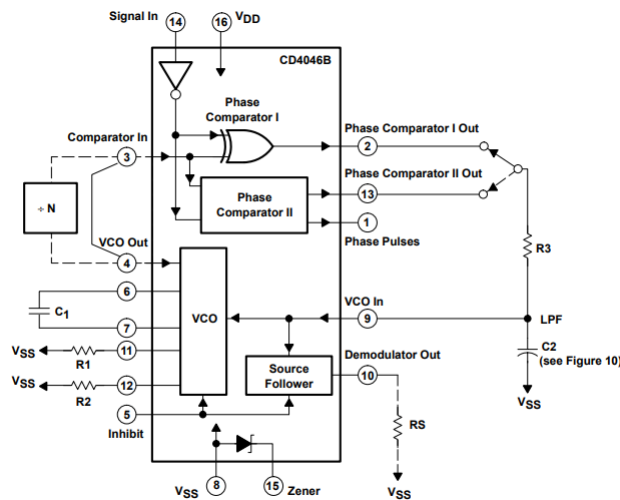 Signal In
14
16
VDD
CD4046B
Phase
Comparator I
Comparator In
3
Phase Comparator I Out
2
Phase Comparator II Out
13
÷ N
Phase
Comparator II
1
Phase Pulses
VCO Out
4
R3
6
C1
VCO
VCO In
9
LPF
7
C2
(see Figure 10)
VSS
11
R1
Demodulator Out
Source
Follower
10
VSS
12
R2
VSS
5
Inhibit
RS
VSS
8
15
Zener
VSS